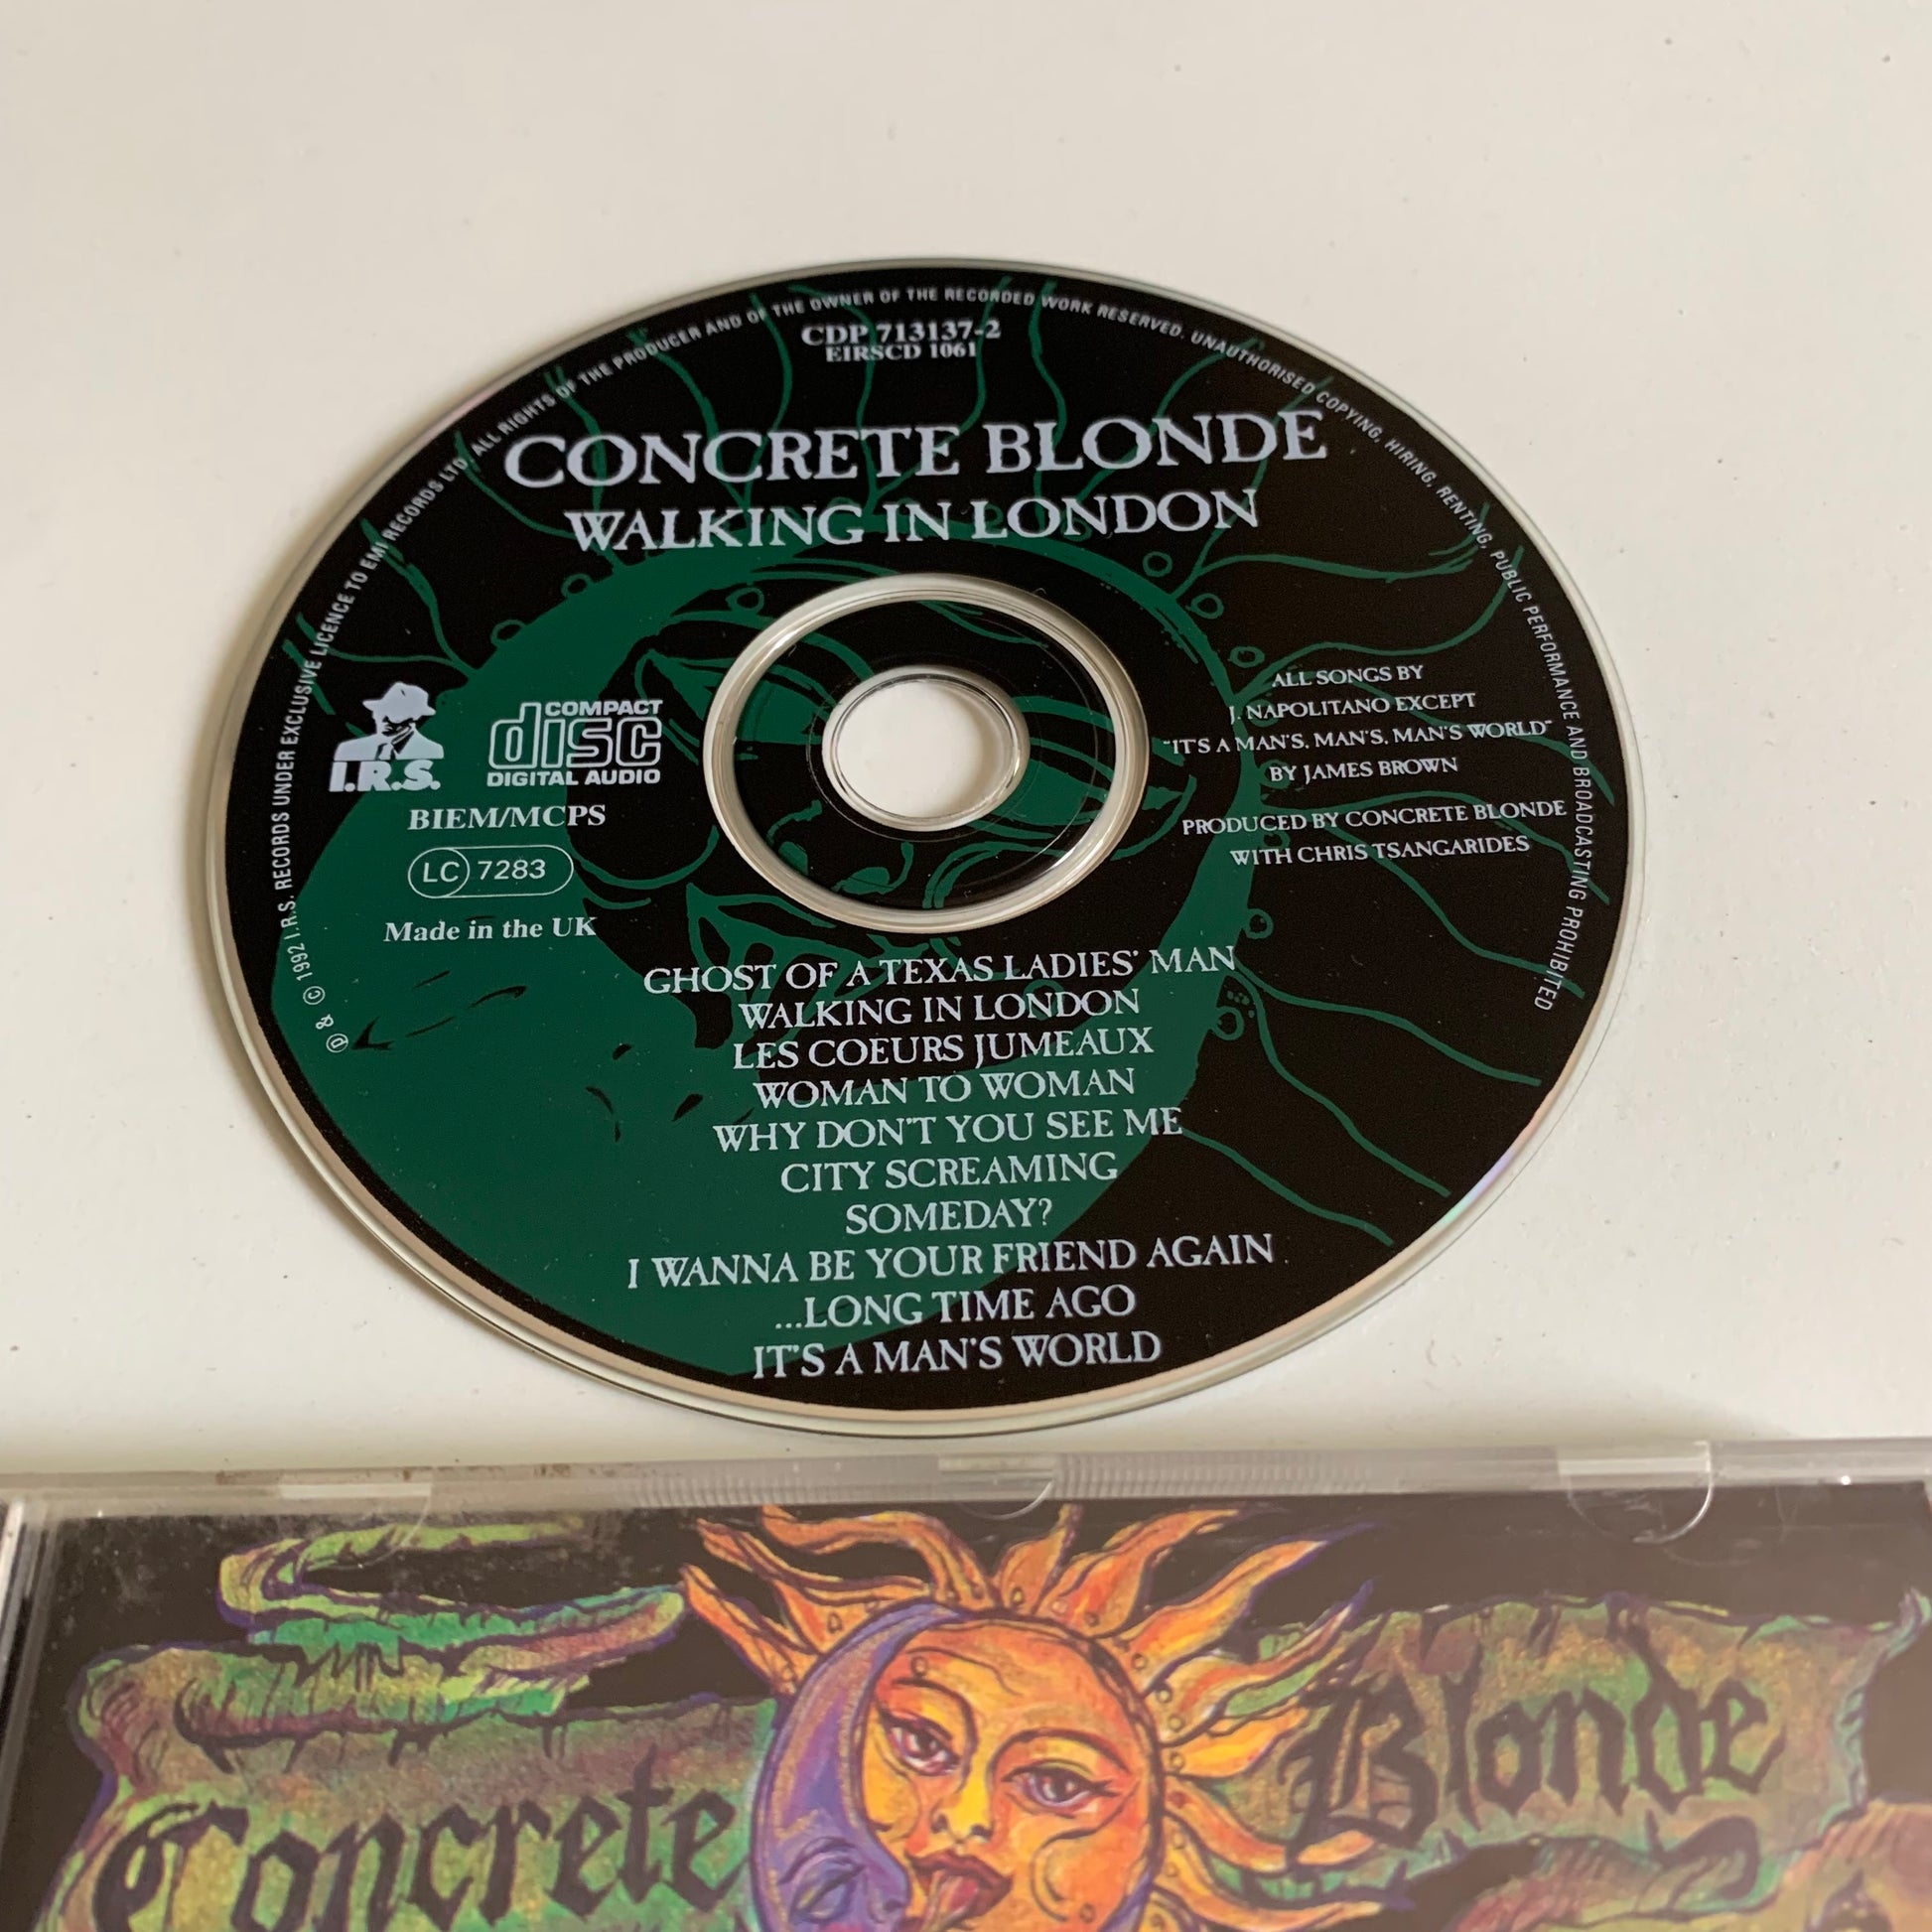 ℗ & © 1992 I.R.S. RECORDS UNDER EXCLUSIVE LICENCE TO EMI RECORDS LTD. ALL RIGHTS OF THE PRODUCER AND OF THE OWNER OF THE RECORDED WORK RESERVED. UNAUTHORISED COPYING, HIRING, RENTING, PUBLIC PERFORMANCE AND BROADCASTING PROHIBITED
CDP 713137-2
EIRSCD 1061
CONCRETE BLONDE
WALKING IN LONDON
I.R.S.
COMPACT
disc
DIGITAL AUDIO
BIEM/MCPS
LC 7283
Made in the UK
ALL SONGS BY
J. NAPOLITANO EXCEPT
"IT'S A MAN'S, MAN'S, MAN'S WORLD"
BY JAMES BROWN
PRODUCED BY CONCRETE BLONDE
WITH CHRIS TSANGARIDES
GHOST OF A TEXAS LADIES' MAN
WALKING IN LONDON
LES COEURS JUMEAUX
WOMAN TO WOMAN
WHY DON'T YOU SEE ME
CITY SCREAMING
SOMEDAY?
I WANNA BE YOUR FRIEND AGAIN
...LONG TIME AGO
IT'S A MAN'S WORLD
Concrete Blonde